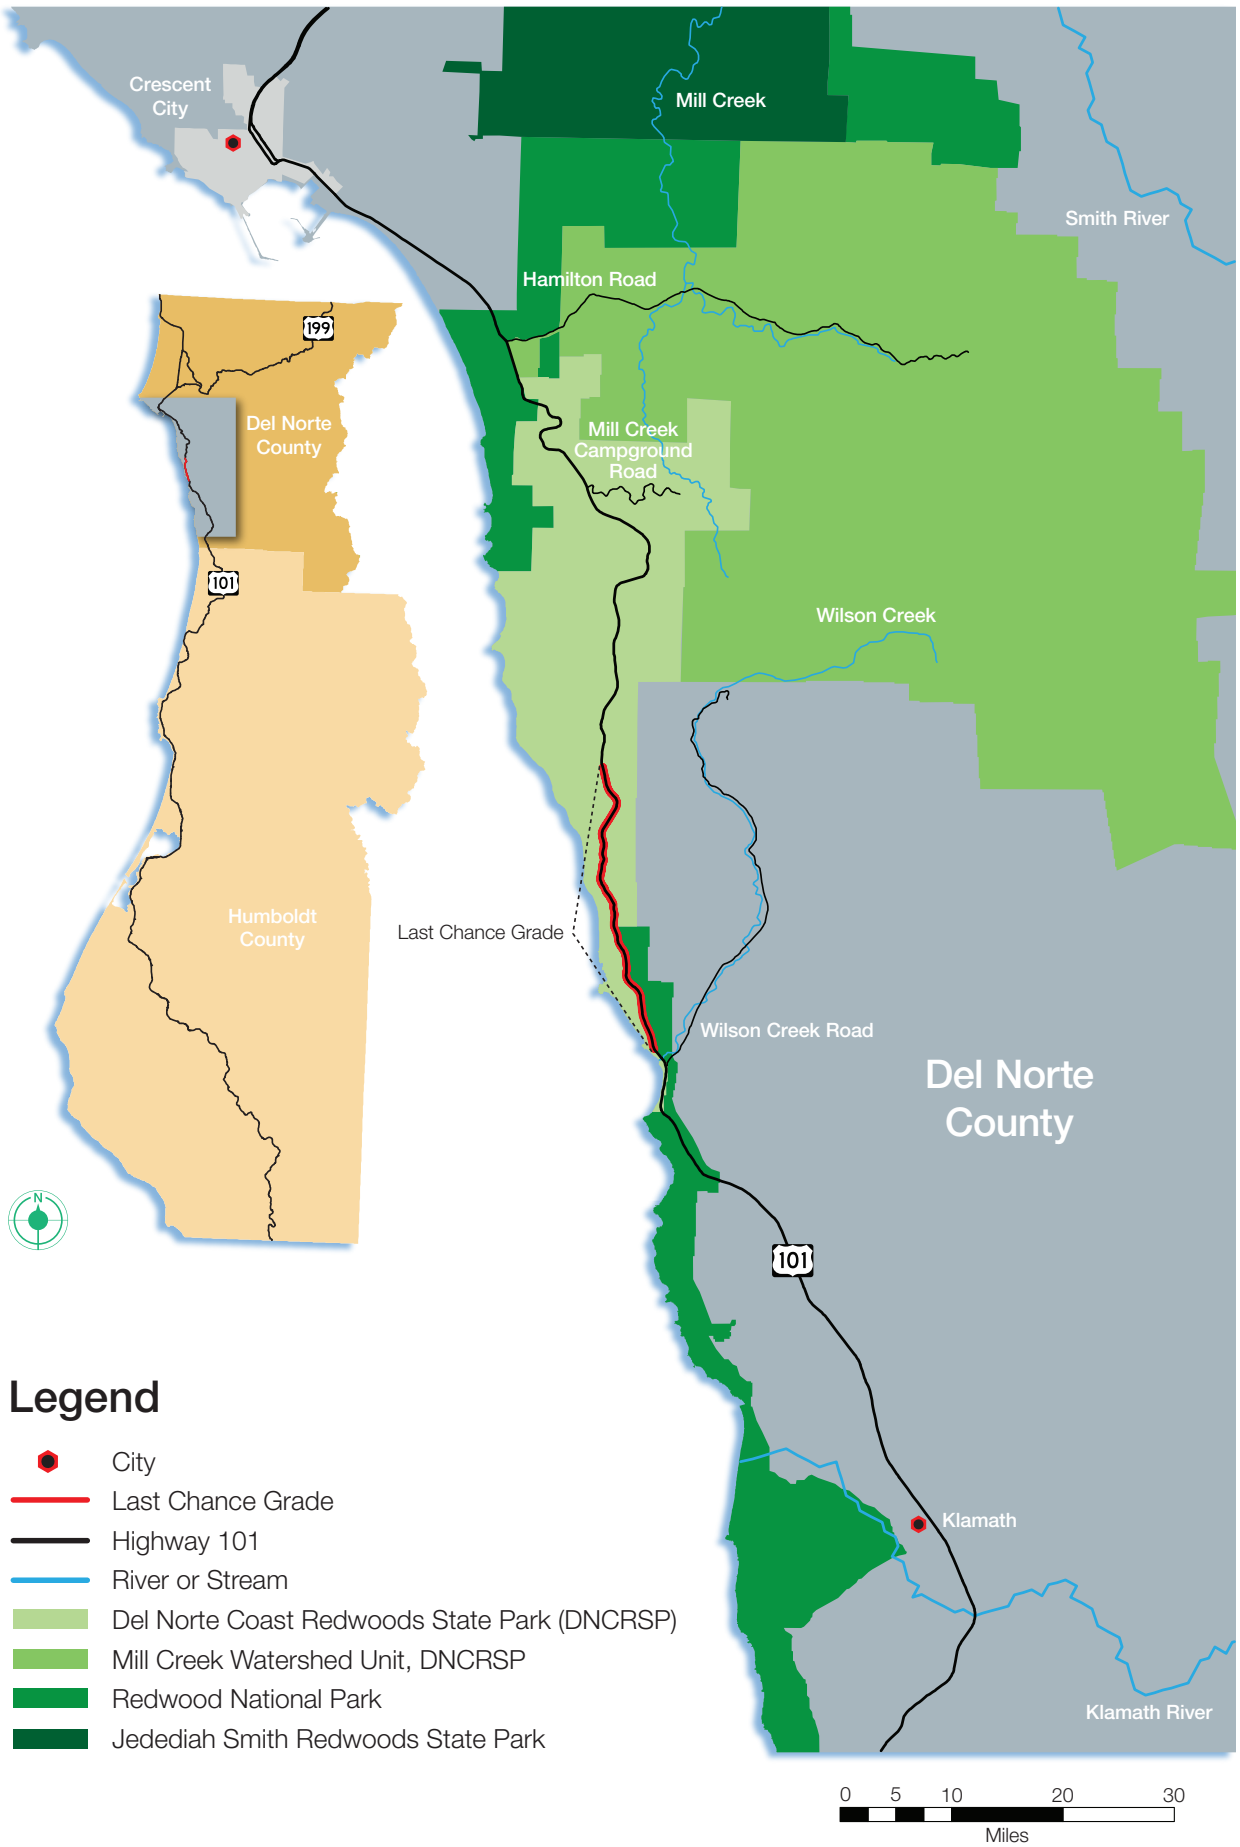 Crescent
City
Mill Creek
Smith River
Hamilton Road
199
Del Norte
County
Mill Creek
Campground
Road
101
Wilson Creek
Humboldt
County
Last Chance Grade
Wilson Creek Road
Del Norte
County
N
101
Legend
City
Last Chance Grade
Highway 101
River or Stream
Del Norte Coast Redwoods State Park (DNCRSP)
Mill Creek Watershed Unit, DNCRSP
Redwood National Park
Jedediah Smith Redwoods State Park
Klamath
Klamath River
0 5 10 20 30
Miles